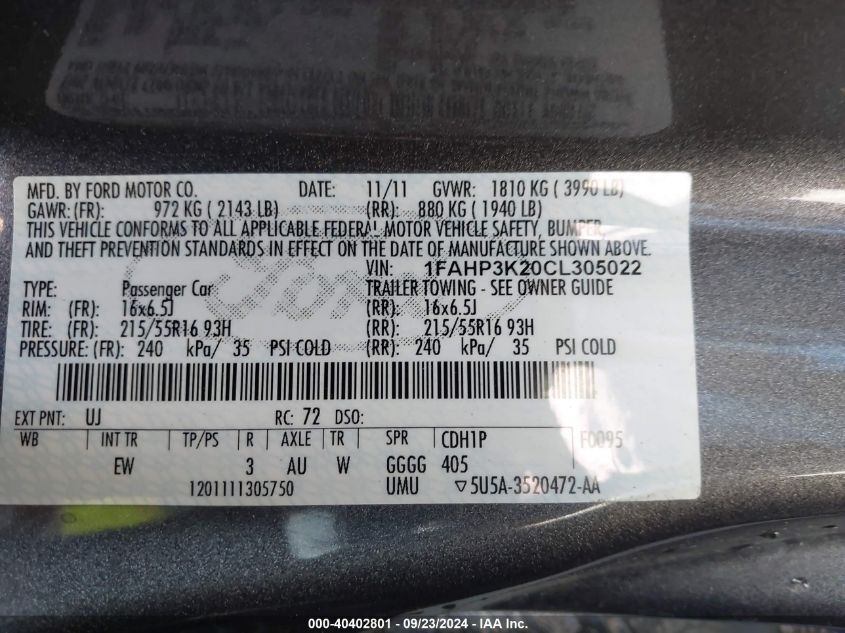 MFD. BY FORD MOTOR CO. DATE: 11/11 GVWR: 1810 KG ( 3990 LB)
GAWR:(FR): 972 KG ( 2143 LB) (RR): 880 KG ( 1940 LB)
THIS VEHICLE CONFORMS TO ALL APPLICABLE FEDERAL MOTOR VEHICLE SAFETY, BUMPER,
AND THEFT PREVENTION STANDARDS IN EFFECT ON THE DATE OF MANUFACTURE SHOWN ABOVE.
VIN: 1FAHP3K20CL305022
TYPE: Passenger Car TRAILER TOWING - SEE OWNER GUIDE
RIM: (FR): 16x6.5J (RR): 16x6.5J
TIRE: (FR): 215/55R16 93H (RR): 215/55R16 93H
PRESSURE: (FR): 240 kPa/ 35 PSI COLD (RR): 240 kPa/ 35 PSI COLD
EXT PNT: UJ RC: 72 DSO:
WB INT TR TP/PS R AXLE TR SPR CDH1P F0095
EW 3 AU W GGGG 405
1201111305750 UMU ▽5U5A-3520472-AA
000-40402801 - 09/23/2024 - IAA Inc.